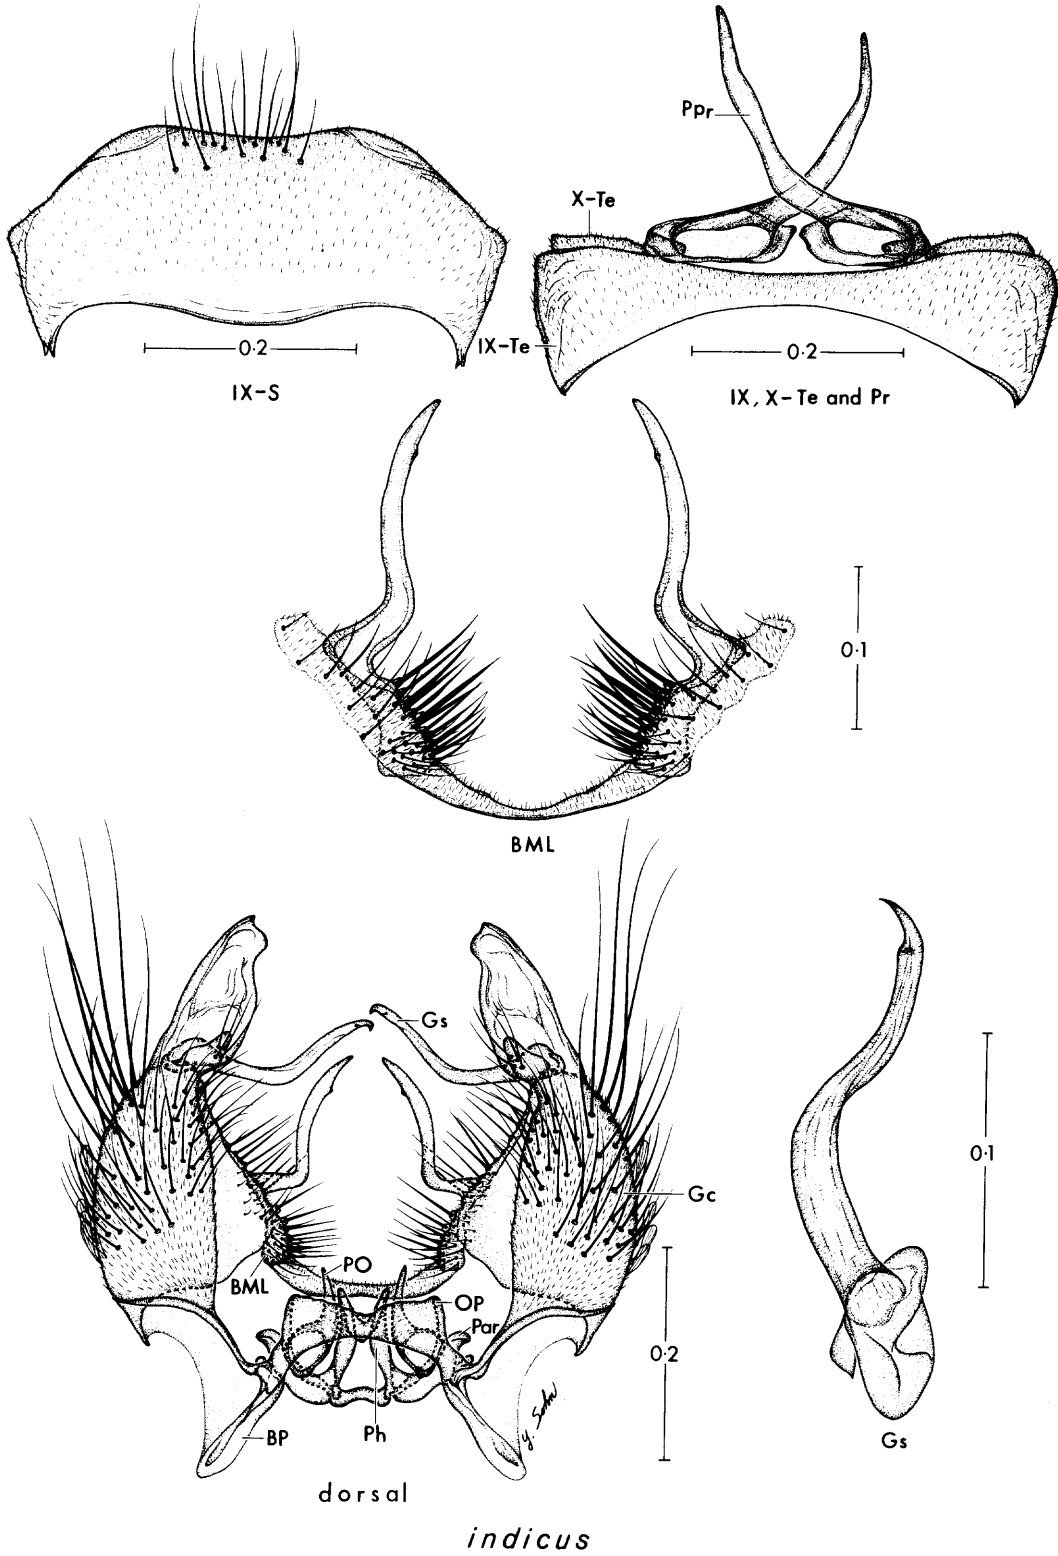 Ppr
X-Te
IX-Te
0·2
0·2
IX-S
IX, X-Te and Pr
0·1
BML
Gs
Gc
0·1
PO
BML
OP
Par
0·2
BP
Ph
Gs
dorsal
indicus